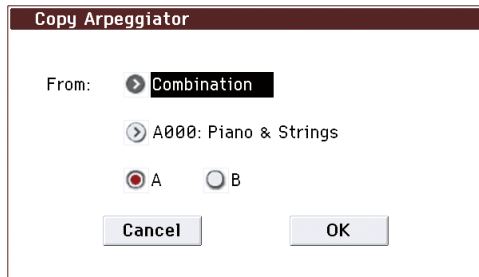 Copy Arpeggiator
From: Combination
A000: Piano & Strings
A B
Cancel OK